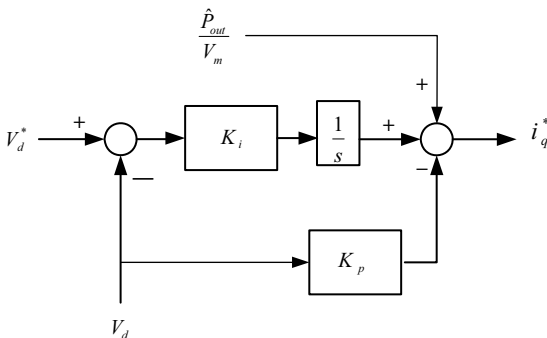 P̂_out
V_m
+
V_d^*
+
K_i
1
s
+
i_q^*
—
−
K_p
V_d